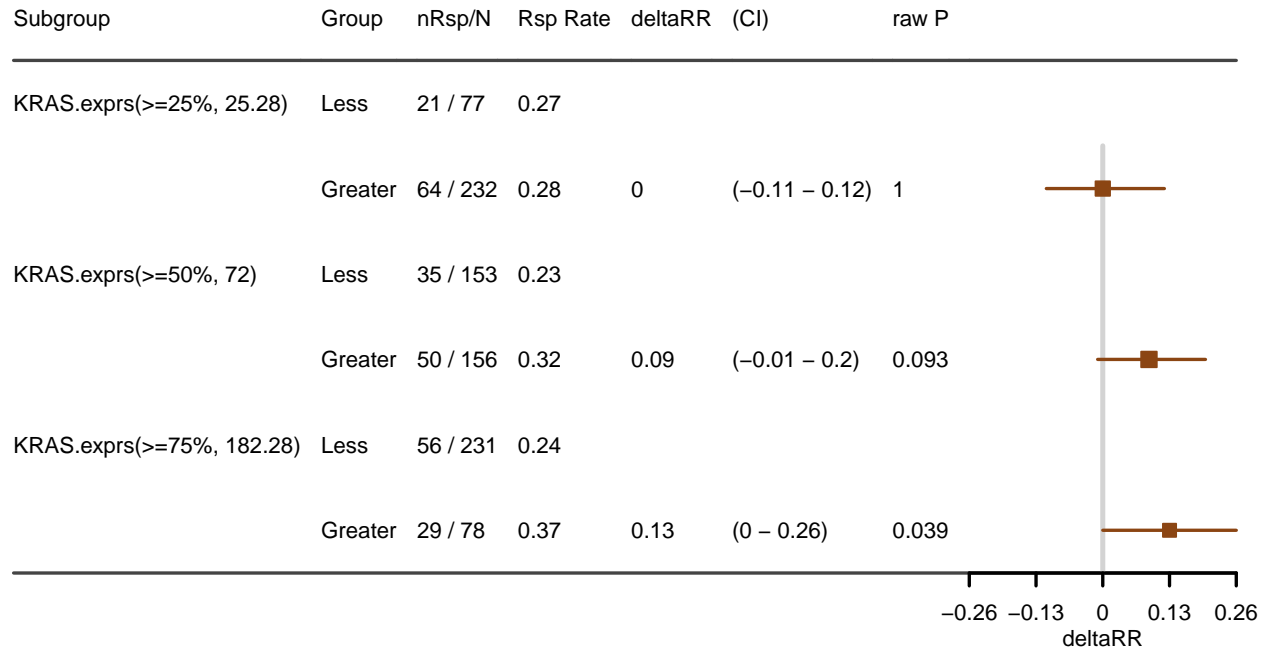 Subgroup Group nRsp/N Rsp Rate deltaRR (CI) raw P
KRAS.exprs(>=25%, 25.28) Less 21 / 77 0.27
Greater 64 / 232 0.28 0 (−0.11 − 0.12) 1
KRAS.exprs(>=50%, 72) Less 35 / 153 0.23
Greater 50 / 156 0.32 0.09 (−0.01 − 0.2) 0.093
KRAS.exprs(>=75%, 182.28) Less 56 / 231 0.24
Greater 29 / 78 0.37 0.13 (0 − 0.26) 0.039
−0.26 −0.13 0 0.13 0.26
deltaRR